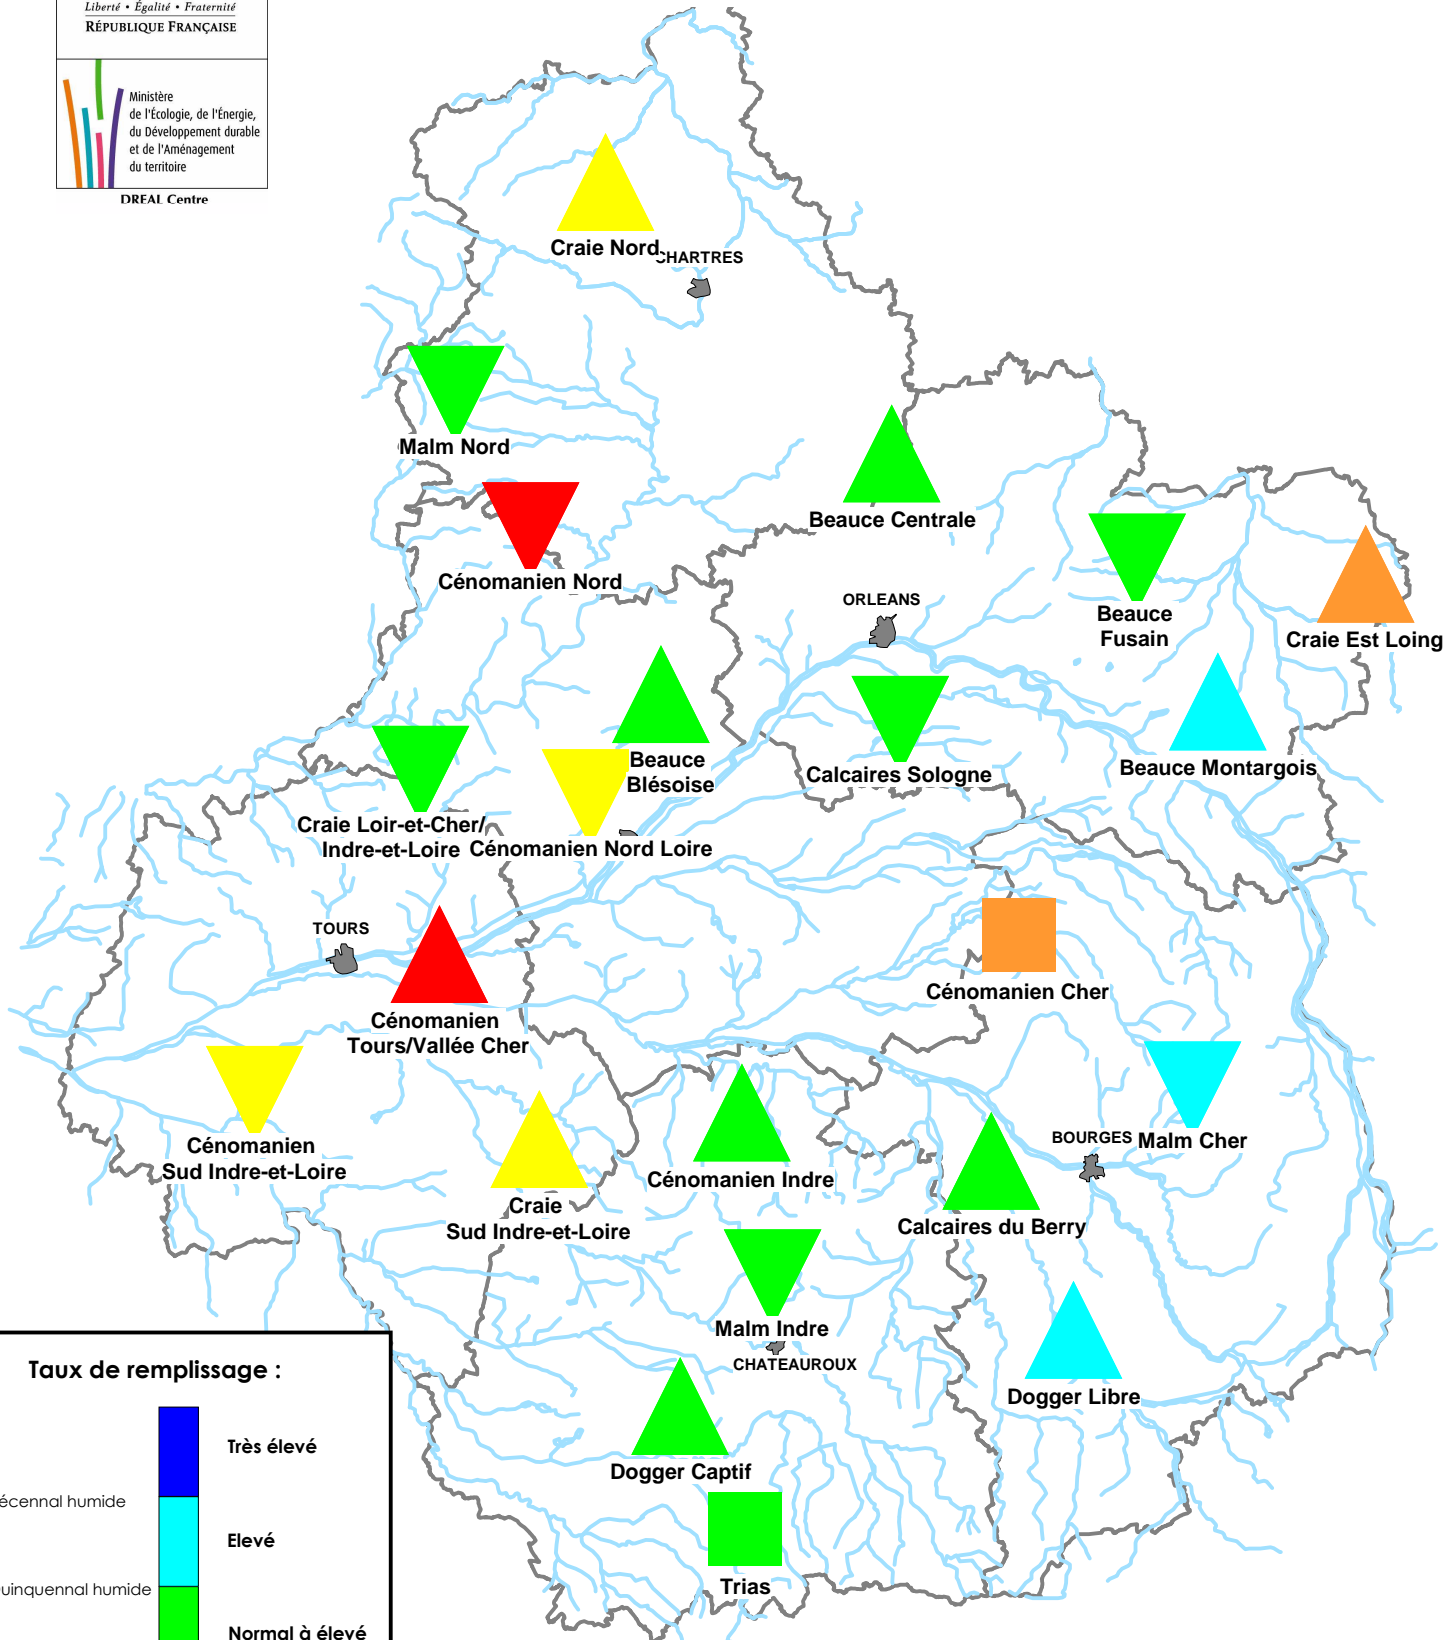 Liberté • Égalité • Fraternité
RÉPUBLIQUE FRANÇAISE
Ministère
de l'Écologie, de l'Énergie,
du Développement durable
et de l'Aménagement
du territoire
DREAL Centre
Craie Nord
CHARTRES
Malm Nord
Beauce Centrale
Cénomanien Nord
ORLEANS
Beauce
Fusain
Craie Est Loing
Beauce
Blésoise
Calcaires Sologne
Beauce Montargois
Craie Loir-et-Cher/
Indre-et-Loire
Cénomanien Nord Loire
TOURS
Cénomanien Cher
Cénomanien
Tours/Vallée Cher
Cénomanien
Sud Indre-et-Loire
BOURGES
Malm Cher
Cénomanien Indre
Craie
Sud Indre-et-Loire
Calcaires du Berry
Malm Indre
CHATEAUROUX
Dogger Libre
Dogger Captif
Trias
Taux de remplissage :
Très élevé
écennal humide
Elevé
uinquennal humide
Normal à élevé